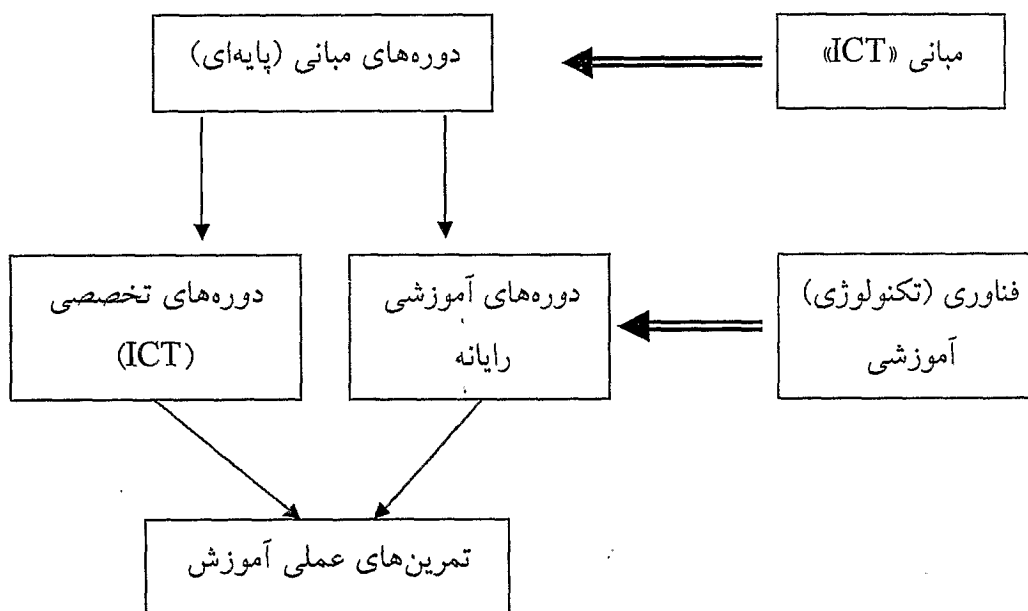 مبانی «ICT»
دوره‌های مبانی (پایه‌ای)
فناوری (تکنولوژی)
آموزشی
دوره‌های آموزشی
رایانه
دوره‌های تخصصی
(ICT)
تمرین‌های عملی آموزش